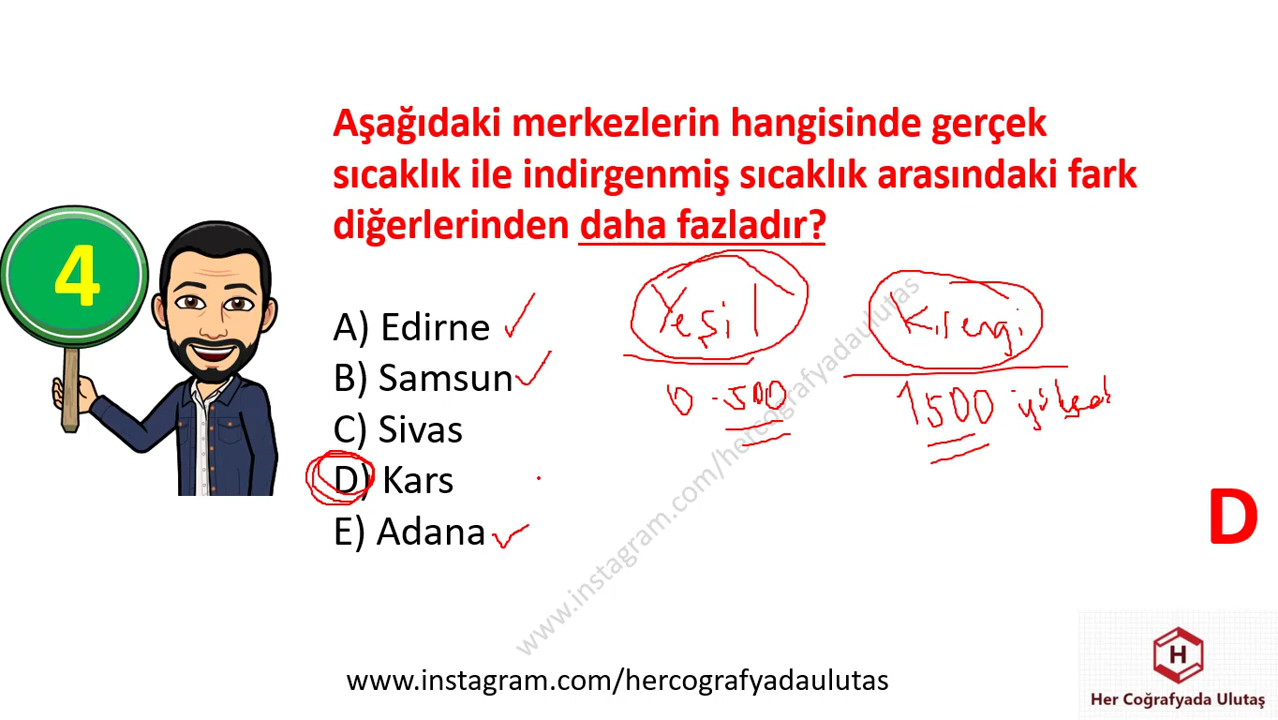 Aşağıdaki merkezlerin hangisinde gerçek
sıcaklık ile indirgenmiş sıcaklık arasındaki fark
diğerlerinden daha fazladır?
4
A) Edirne
B) Samsun
C) Sivas
D) Kars
E) Adana
Yeşil
0-500
K.rengi
1500 yüksek
D
www.instagram.com/hercografyadaulutas
www.instagram.com/hercografyadaulutas
H
Her Coğrafyada Ulutaş